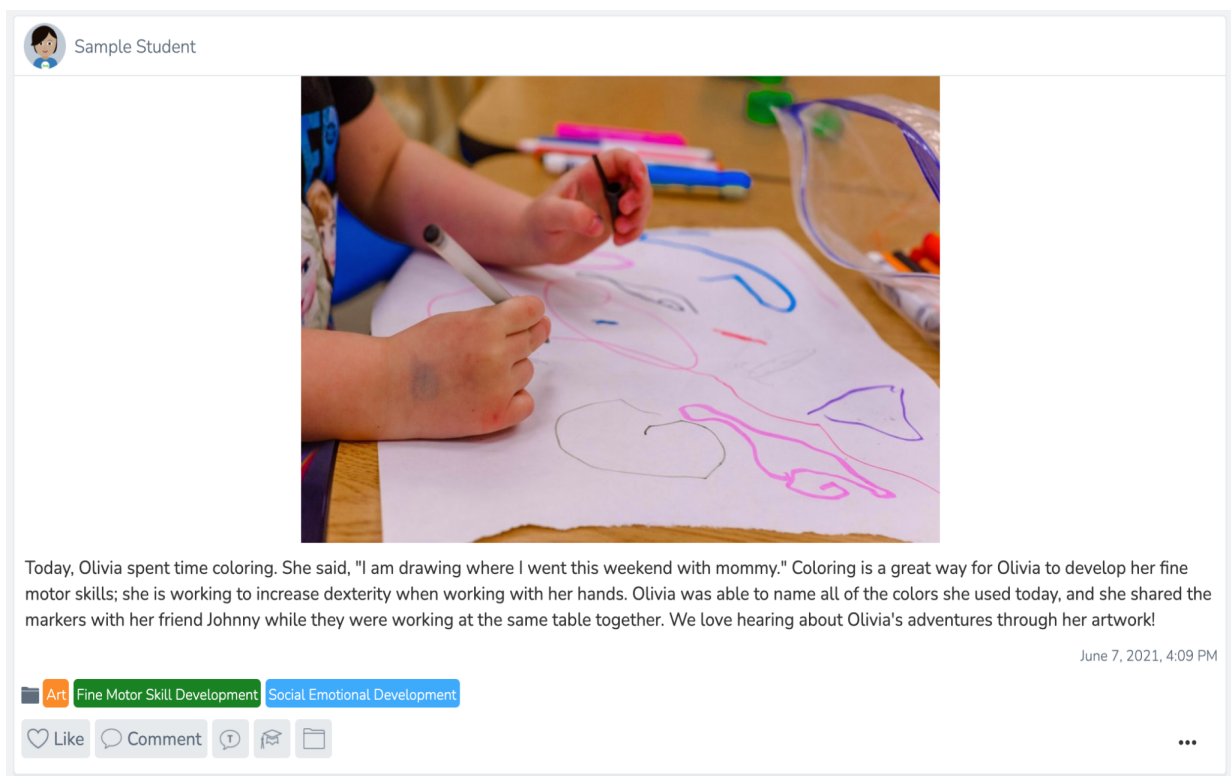 Sample Student
Today, Olivia spent time coloring. She said, "I am drawing where I went this weekend with mommy." Coloring is a great way for Olivia to develop her fine
motor skills; she is working to increase dexterity when working with her hands. Olivia was able to name all of the colors she used today, and she shared the
markers with her friend Johnny while they were working at the same table together. We love hearing about Olivia's adventures through her artwork!
June 7, 2021, 4:09 PM
Art Fine Motor Skill Development Social Emotional Development
Like Comment T